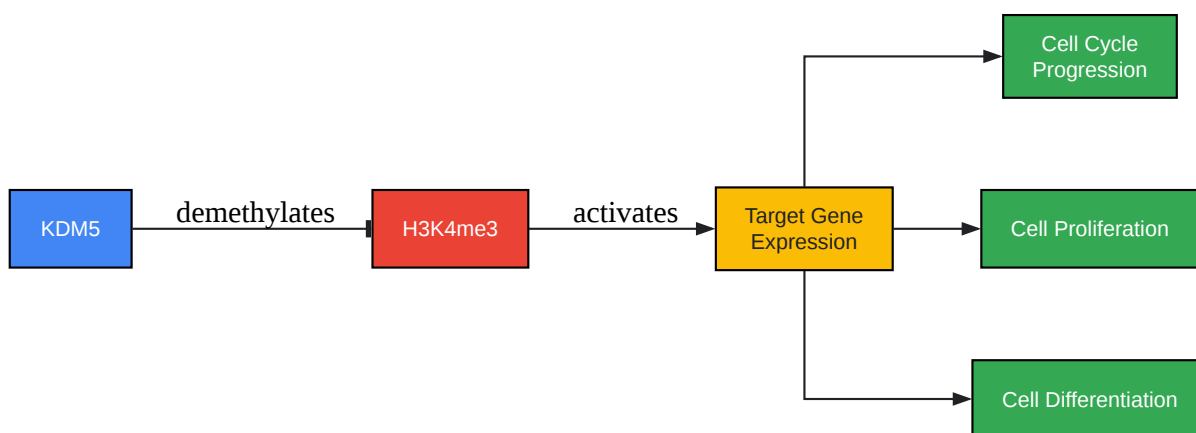 Cell Cycle
Progression
KDM5
demethylates
H3K4me3
activates
Target Gene
Expression
Cell Proliferation
Cell Differentiation